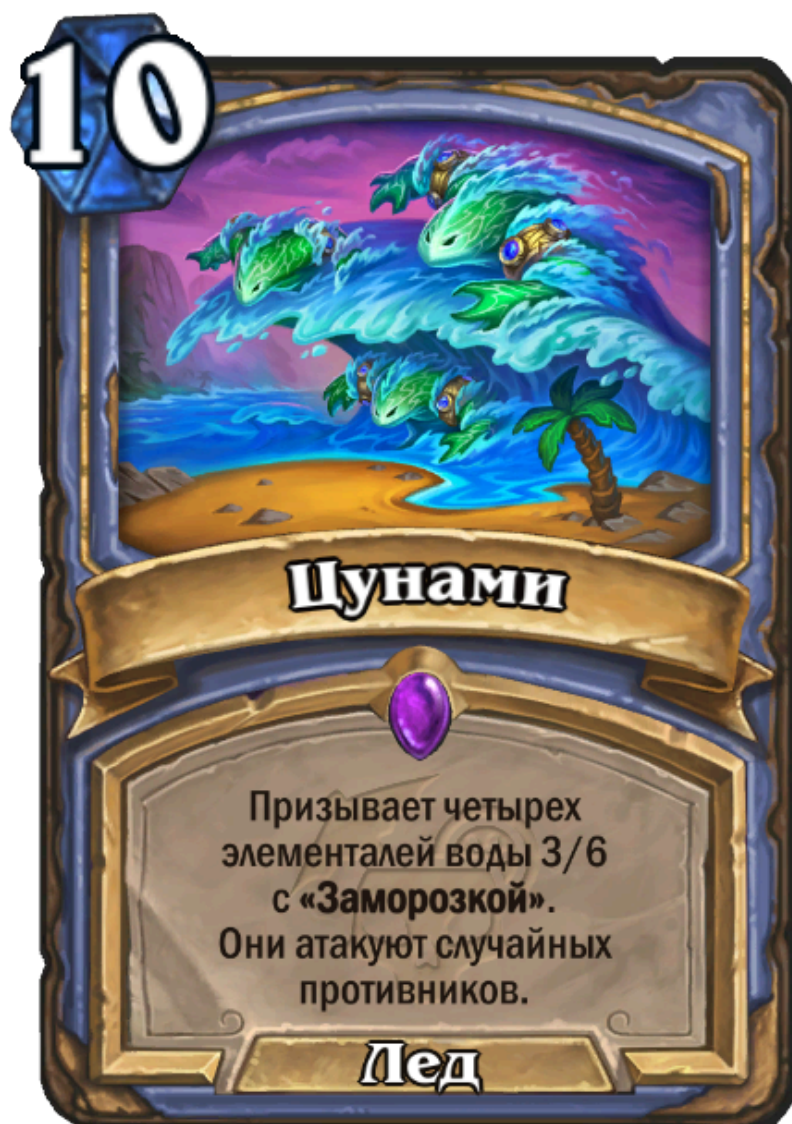 10
Цунами
Призывает четырех
элементалей воды 3/6
с «Заморозкой».
Они атакуют случайных
противников.
Лед